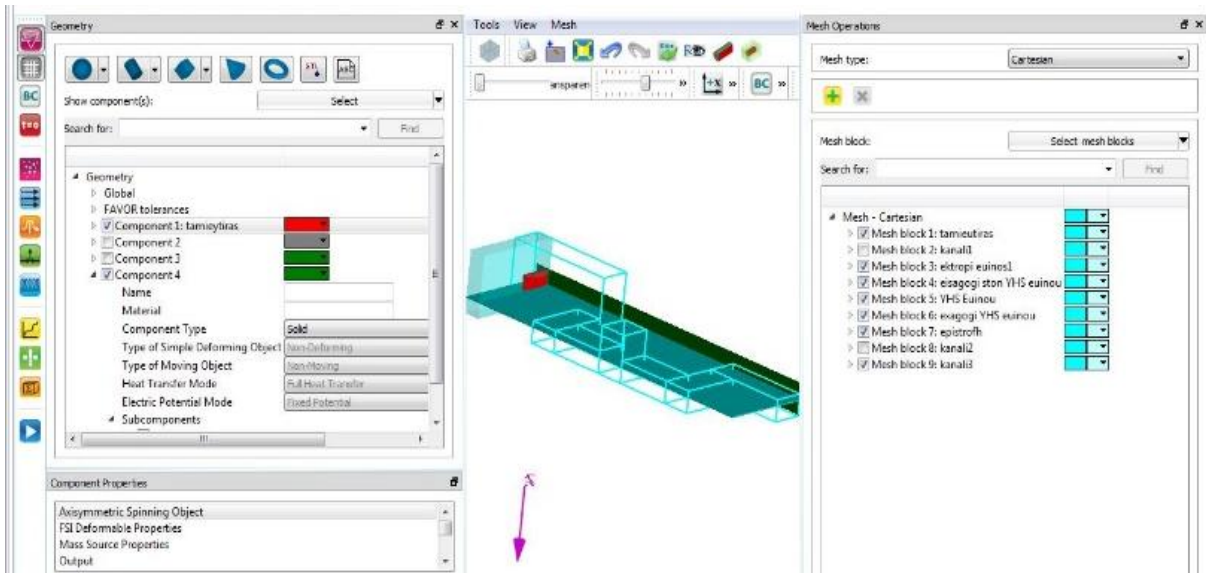 Geometry
Show component(s):
Select
Search for:
Find
Geometry
Global
FAVOR tolerances
Component 1: tamieytiras
Component 2
Component 3
Component 4
Name
Material
Component Type
Solid
Type of Simple Deforming Object
Non-Deforming
Type of Moving Object
Non-Moving
Heat Transfer Mode
Full Heat Transfer
Electric Potential Mode
Fixed Potential
Subcomponents
Component Properties
Axisymmetric Spinning Object
FSI Deformable Properties
Mass Source Properties
Output
BC
t=0
STL
Tools View Mesh
ansparen
+X
»
BC
»
X
Mesh Operations
Mesh type:
Cartesian
Mesh block:
Select mesh blocks
Search for:
Find
Mesh - Cartesian
Mesh block 1: tamieutiras
Mesh block 2: kanali1
Mesh block 3: ektropi euinos1
Mesh block 4: eisagogi ston YHS euinou
Mesh block 5: YHS Euinou
Mesh block 6: exagogi YHS euinou
Mesh block 7: epistrofh
Mesh block 8: kanali2
Mesh block 9: kanali3